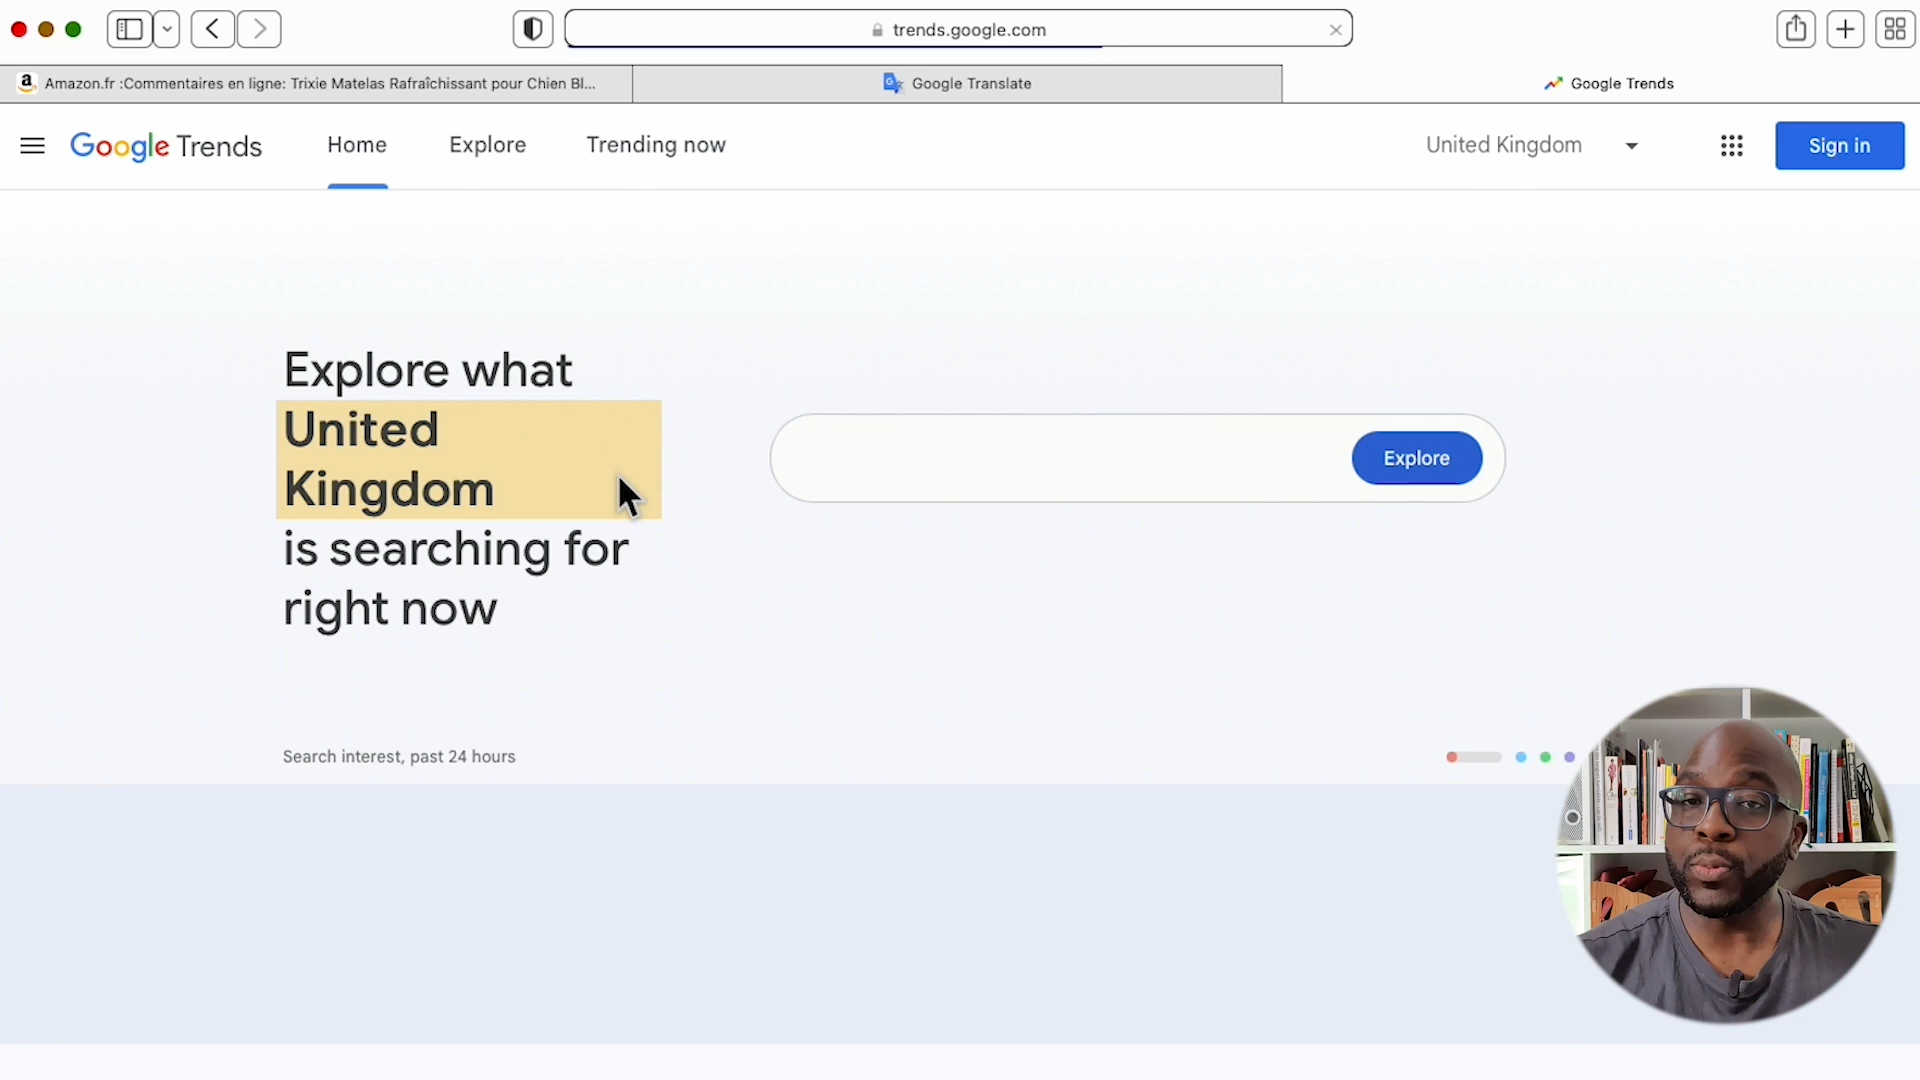 trends.google.com
Amazon.fr :Commentaires en ligne: Trixie Matelas Rafraîchissant pour Chien Bl...
Google Translate
Google Trends
Google Trends
Home
Explore
Trending now
United Kingdom
Sign in
Explore what
United
Kingdom
is searching for
right now
Explore
Search interest, past 24 hours